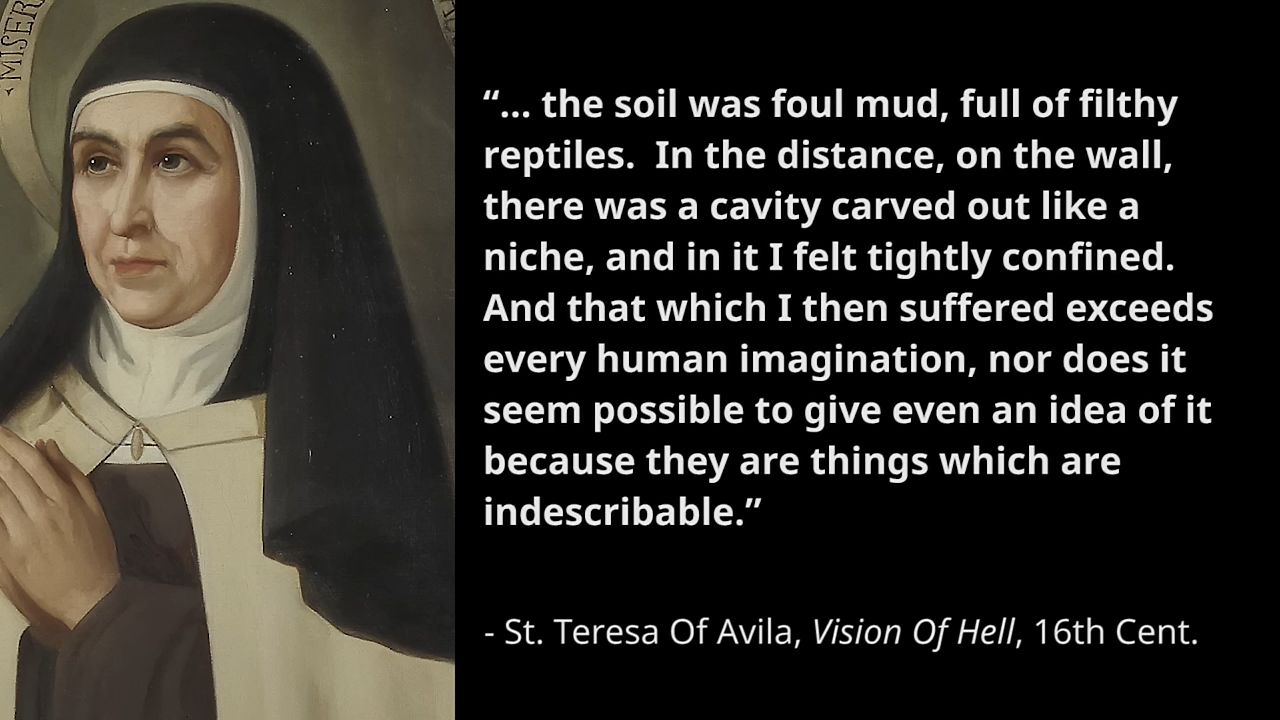 MISER
“... the soil was foul mud, full of filthy
reptiles.  In the distance, on the wall,
there was a cavity carved out like a
niche, and in it I felt tightly confined.
And that which I then suffered exceeds
every human imagination, nor does it
seem possible to give even an idea of it
because they are things which are
indescribable.”
- St. Teresa Of Avila, Vision Of Hell, 16th Cent.